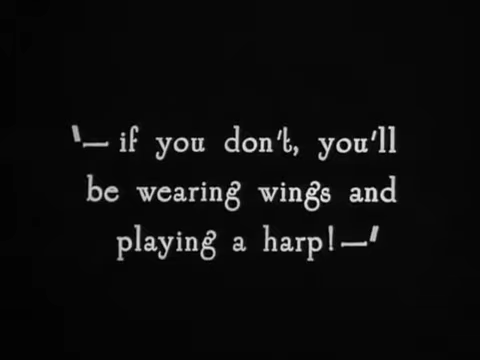 "— if you don't, you'll
be wearing wings and
playing a harp! —"